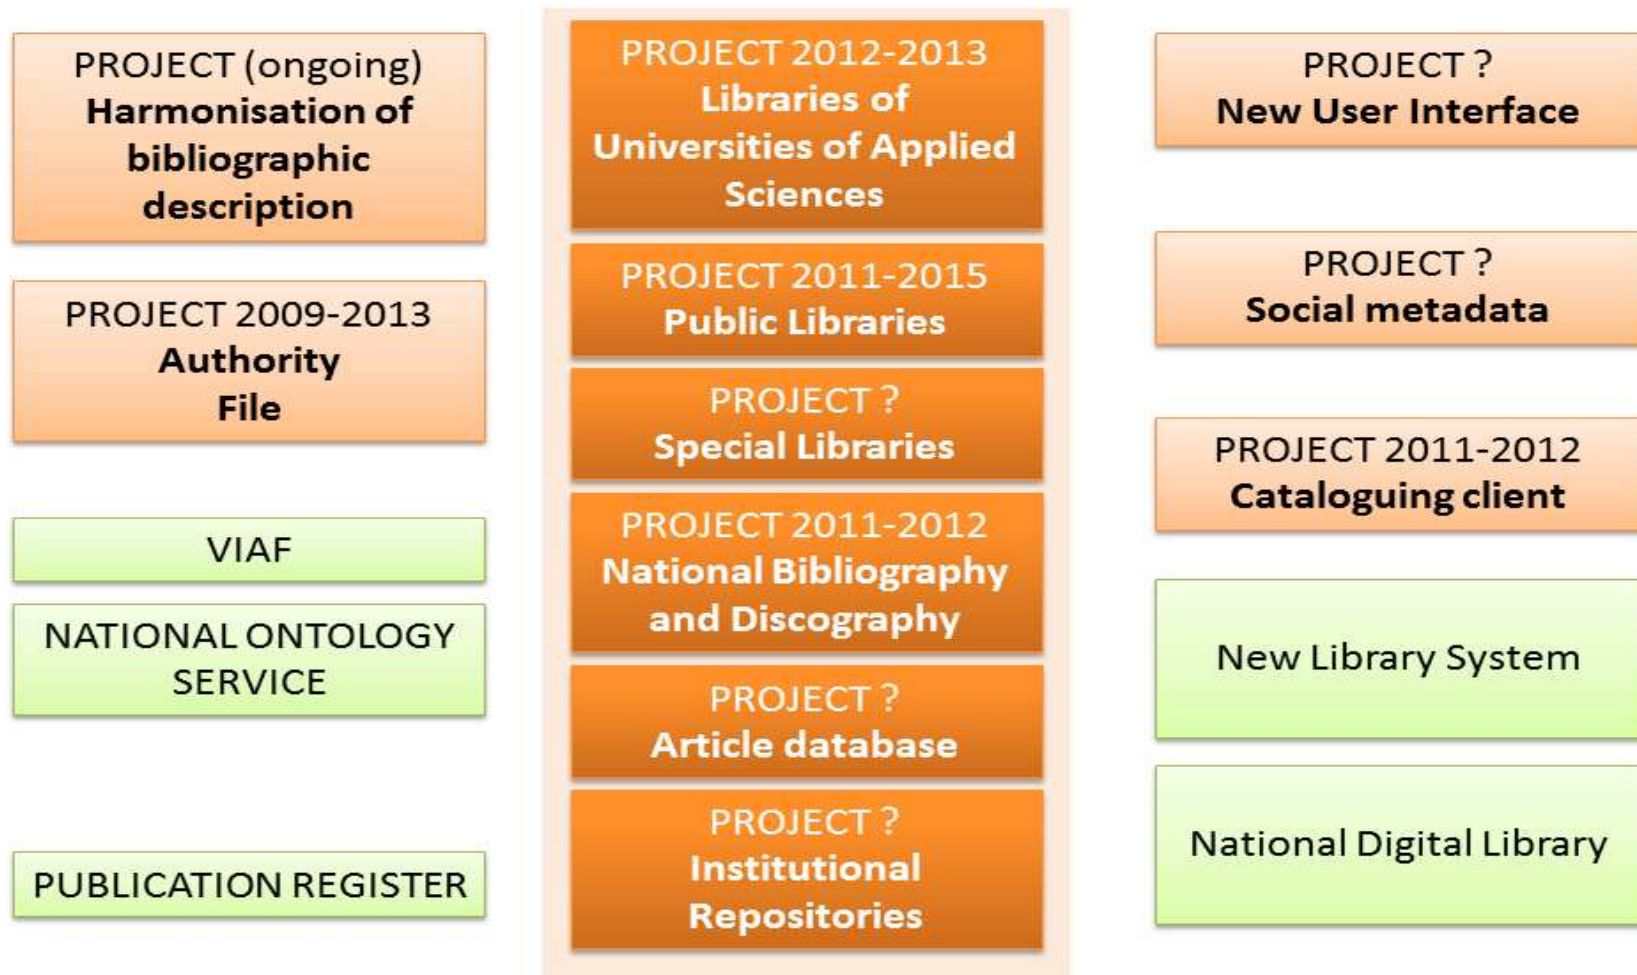 PROJECT (ongoing)
Harmonisation of
bibliographic
description
PROJECT 2009-2013
Authority
File
VIAF
NATIONAL ONTOLOGY
SERVICE
PUBLICATION REGISTER
PROJECT 2012-2013
Libraries of
Universities of Applied
Sciences
PROJECT 2011-2015
Public Libraries
PROJECT ?
Special Libraries
PROJECT 2011-2012
National Bibliography
and Discography
PROJECT ?
Article database
PROJECT ?
Institutional
Repositories
PROJECT ?
New User Interface
PROJECT ?
Social metadata
PROJECT 2011-2012
Cataloguing client
New Library System
National Digital Library